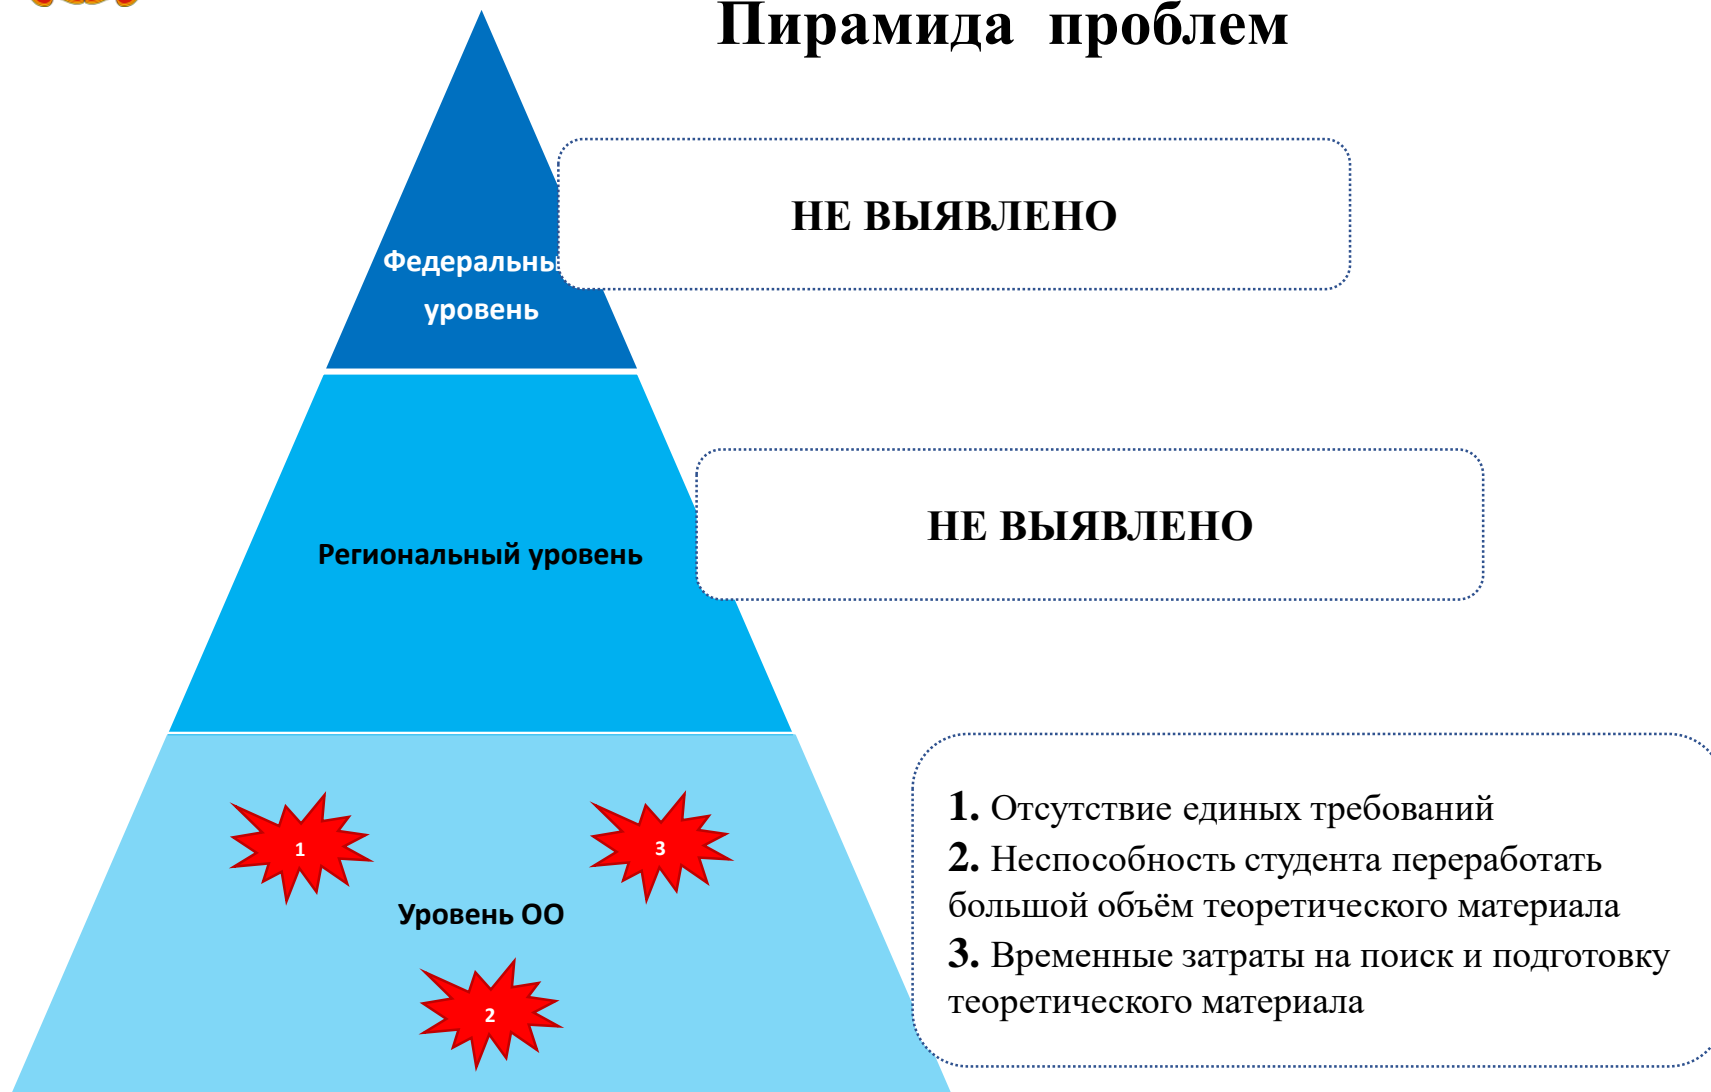 Пирамида проблем
НЕ ВЫЯВЛЕНО
Федеральны
уровень
НЕ ВЫЯВЛЕНО
Региональный уровень
1
3
Уровень ОО
2
1. Отсутствие единых требований
2. Неспособность студента переработать
большой объём теоретического материала
3. Временные затраты на поиск и подготовку
теоретического материала